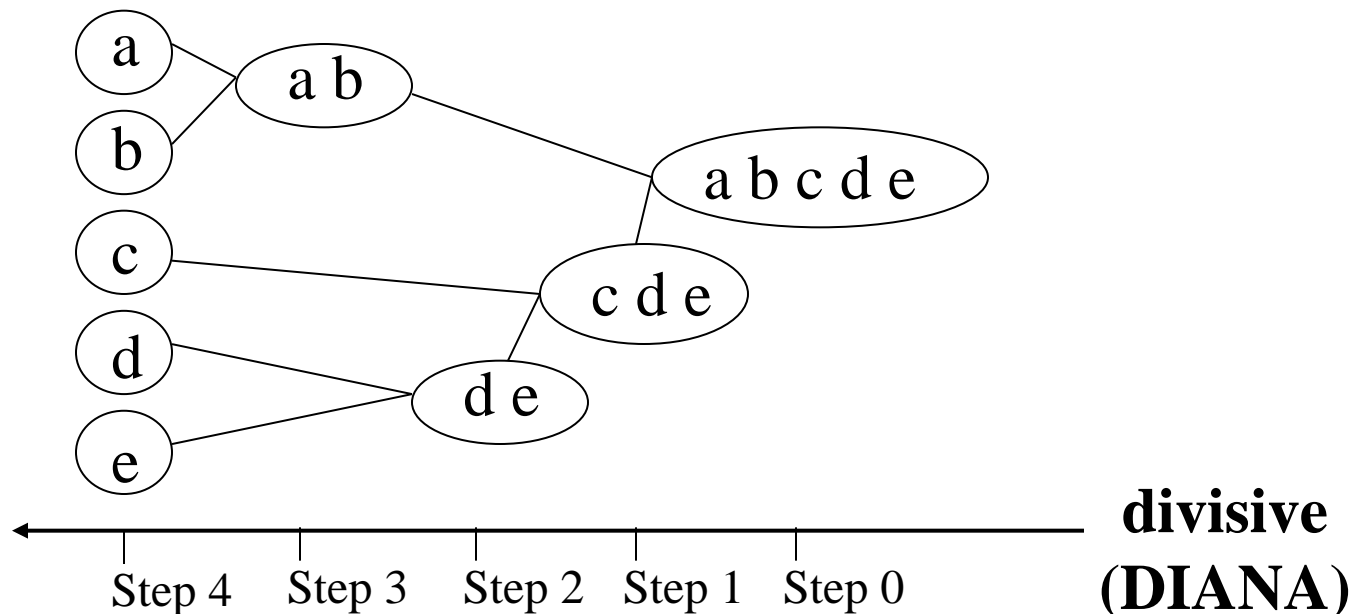 a
a b
b
a b c d e
c
c d e
d
d e
e
divisive
(DIANA)
Step 4 Step 3 Step 2 Step 1 Step 0